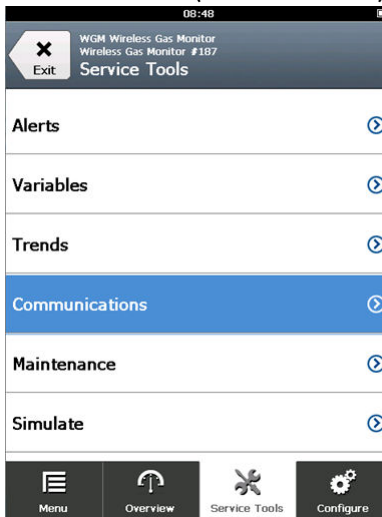 08:48
WGM Wireless Gas Monitor
Wireless Gas Monitor #187
Exit
Service Tools
Alerts
Variables
Trends
Communications
Maintenance
Simulate
Menu
Overview
Service Tools
Configure